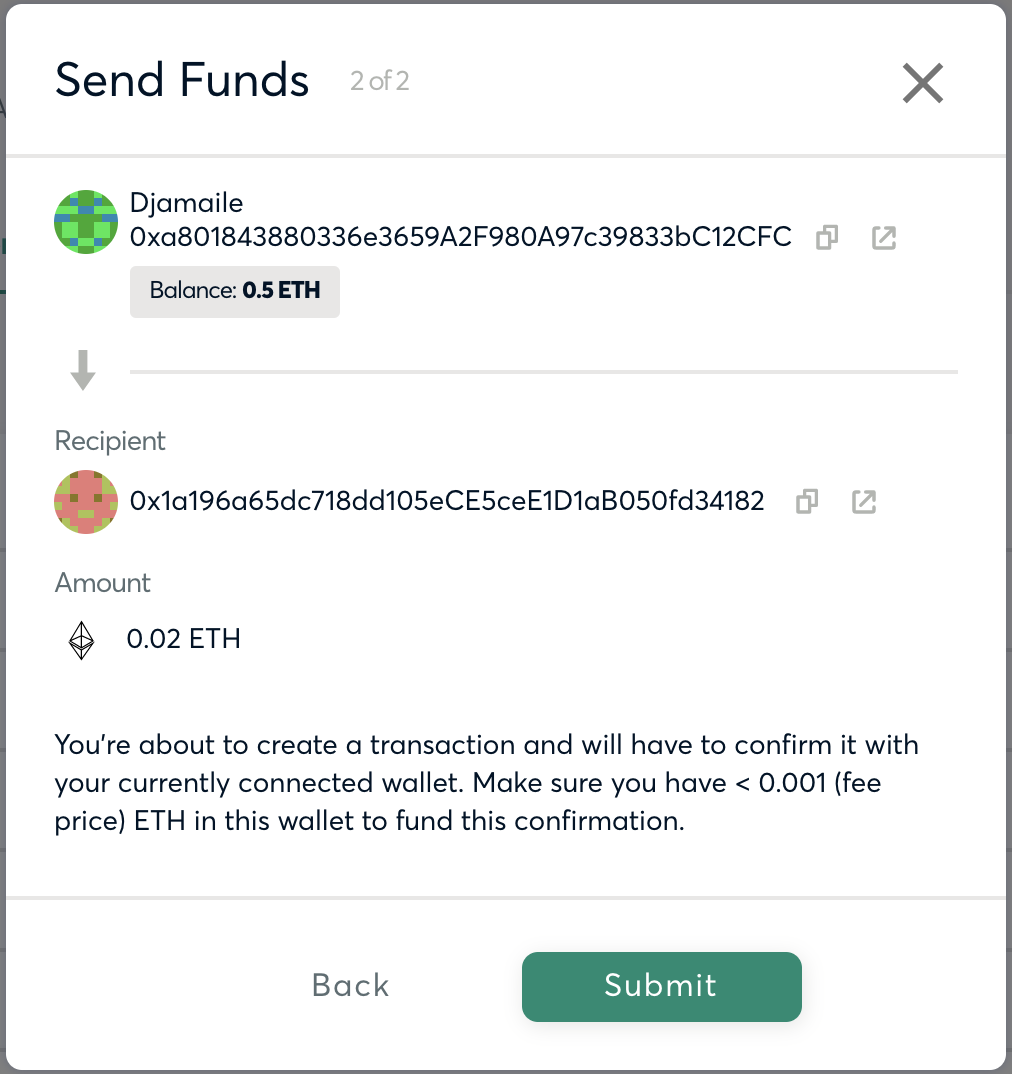 Send Funds 2 of 2
Djamaile
0xa801843880336e3659A2F980A97c39833bC12CFC
Balance: 0.5 ETH
Recipient
0x1a196a65dc718dd105eCE5ceE1D1aB050fd34182
Amount
0.02 ETH
You're about to create a transaction and will have to confirm it with
your currently connected wallet. Make sure you have < 0.001 (fee
price) ETH in this wallet to fund this confirmation.
Back Submit